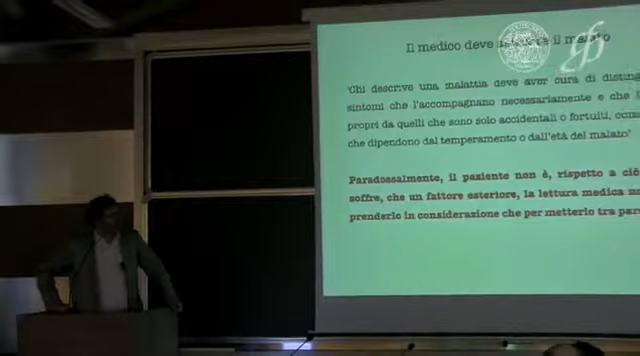 Il medico deve il malato
"Chi descrive una malattia deve aver cura di
sintomi che l'accompagnano necessariamente e che
propri da quelli che sono solo accidentali o fortuiti,
che dipendono dal temperamento o dall'età del malato"
Paradossalmente, il paziente non è, rispetto a ciò
soffre, che un fattore esteriore, la lettura medica
prenderlo in considerazione che per metterlo tra